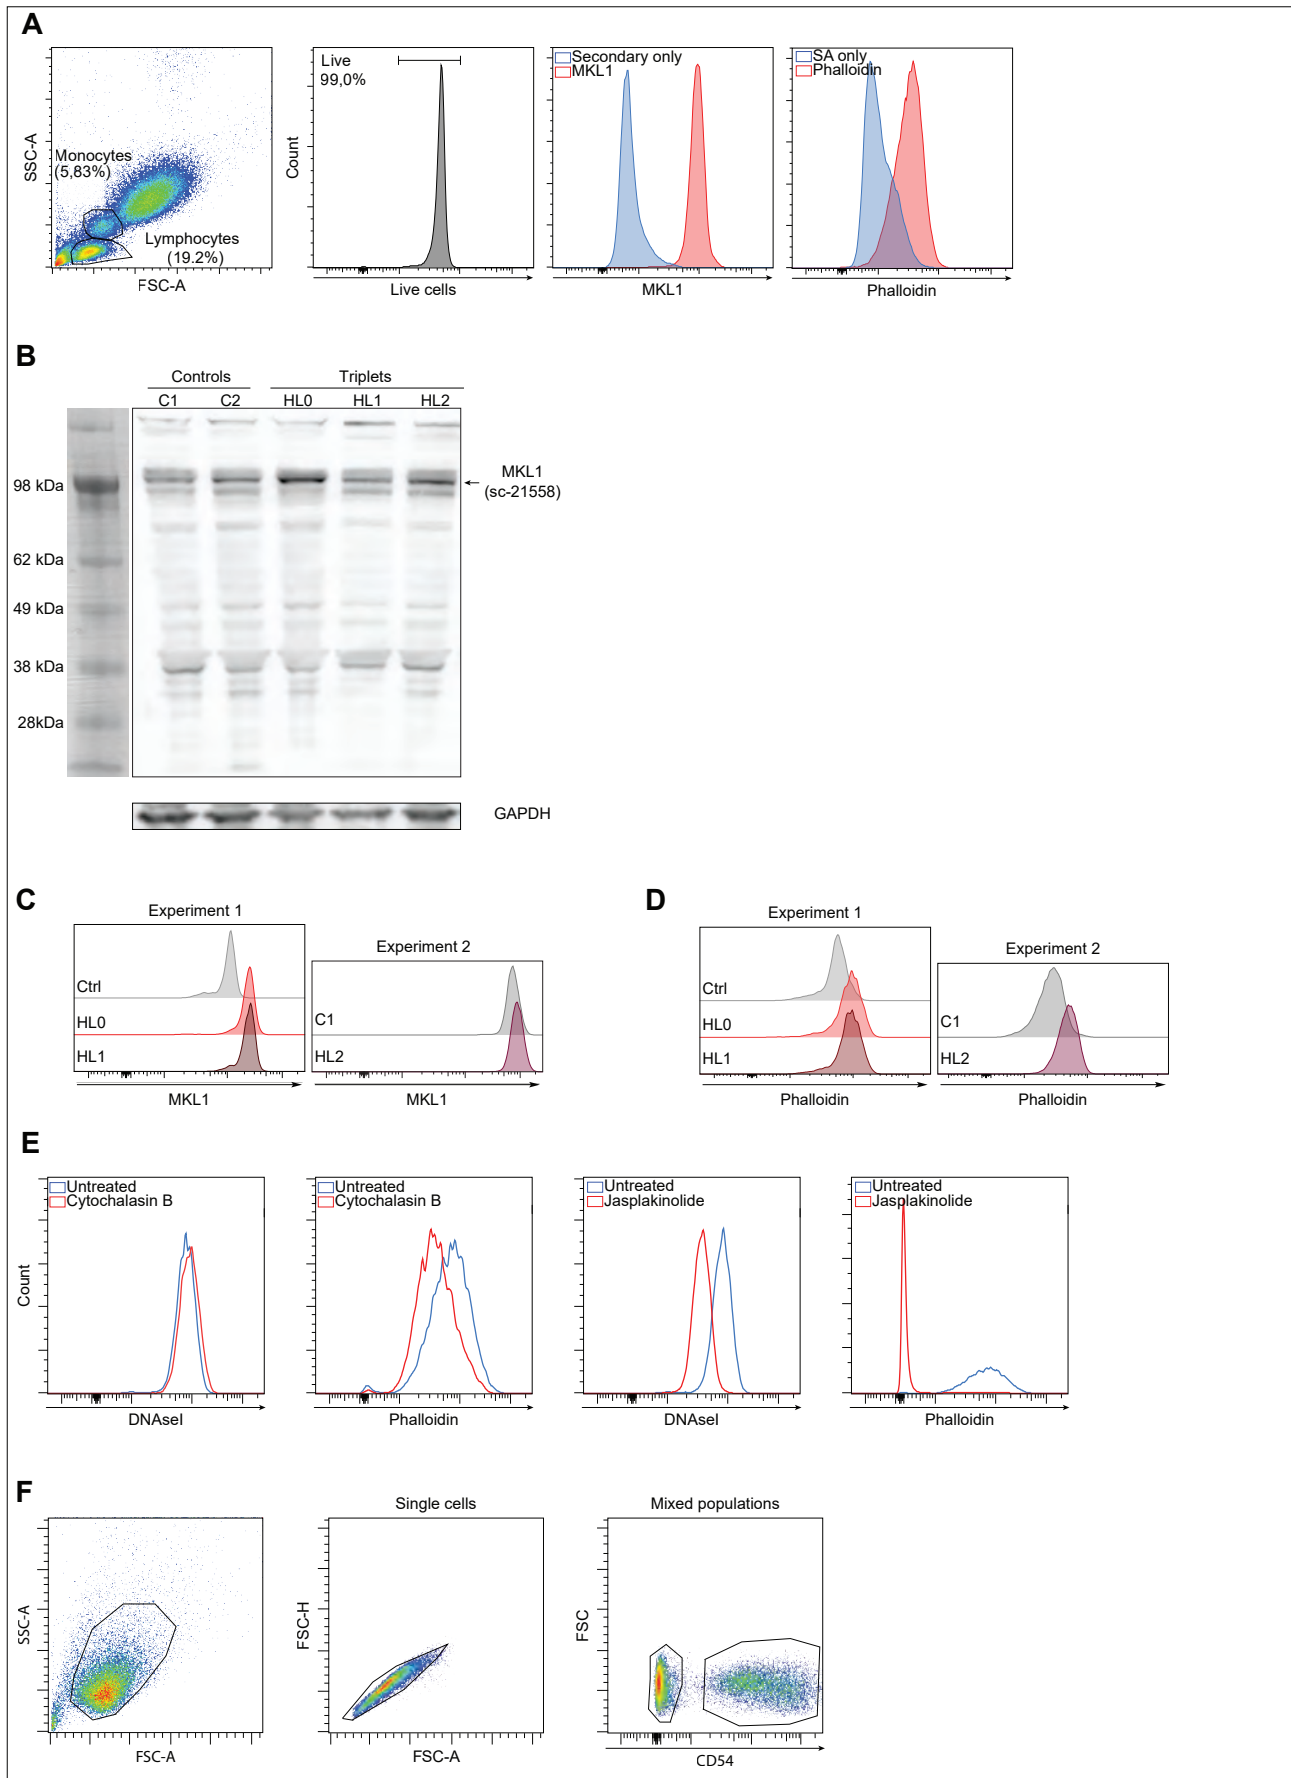 A
SSC-A
Monocytes
(5,83%)
Lymphocytes
(19.2%)
FSC-A
Count
Live
99,0%
Live cells
Secondary only
MKL1
MKL1
SA only
Phalloidin
Phalloidin
B
Controls
Triplets
C1
C2
HL0
HL1
HL2
98 kDa
62 kDa
49 kDa
38 kDa
28kDa
MKL1
(sc-21558)
GAPDH
C
Experiment 1
Ctrl
HL0
HL1
MKL1
Experiment 2
C1
HL2
MKL1
D
Experiment 1
Ctrl
HL0
HL1
Phalloidin
Experiment 2
C1
HL2
Phalloidin
E
Count
Untreated
Cytochalasin B
DNAseI
Untreated
Cytochalasin B
Phalloidin
Untreated
Jasplakinolide
DNAseI
Untreated
Jasplakinolide
Phalloidin
F
SSC-A
FSC-A
Single cells
FSC-H
FSC-A
Mixed populations
FSC
CD54